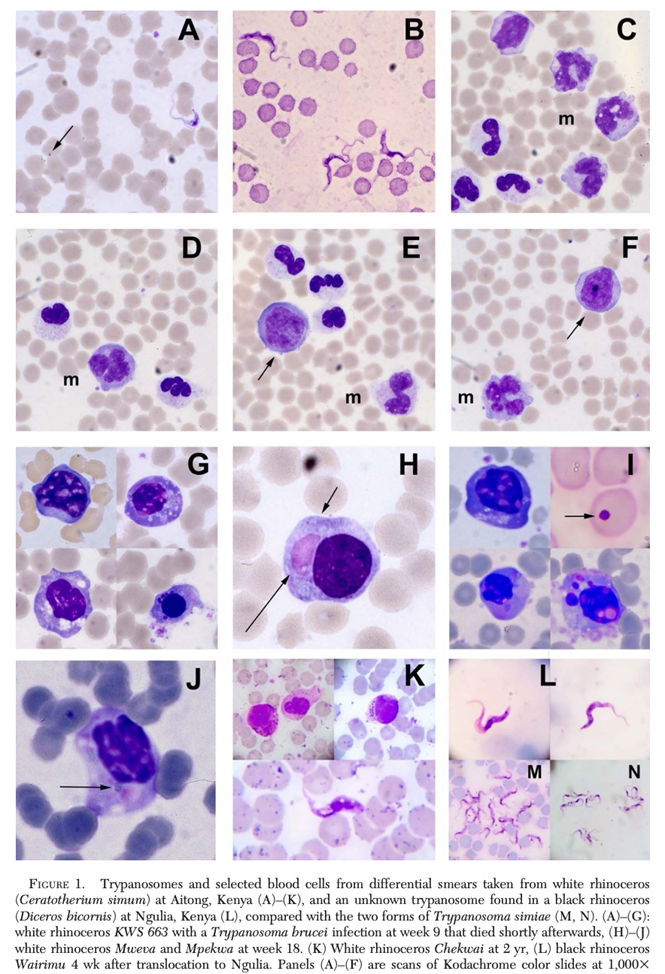 A
B
C
m
D
m
E
m
F
m
G
H
I
J
K
L
M
N
FIGURE 1. Trypanosomes and selected blood cells from differential smears taken from white rhinoceros
(Ceratotherium simum) at Aitong, Kenya (A)–(K), and an unknown trypanosome found in a black rhinoceros
(Diceros bicornis) at Ngulia, Kenya (L), compared with the two forms of Trypanosoma simiae (M, N). (A)–(G):
white rhinoceros KWS 663 with a Trypanosoma brucei infection at week 9 that died shortly afterwards, (H)–(J)
white rhinoceros Mweva and Mpekwa at week 18. (K) White rhinoceros Chekwai at 2 yr, (L) black rhinoceros
Wairimu 4 wk after translocation to Ngulia. Panels (A)–(F) are scans of Kodachrome color slides at 1,000×